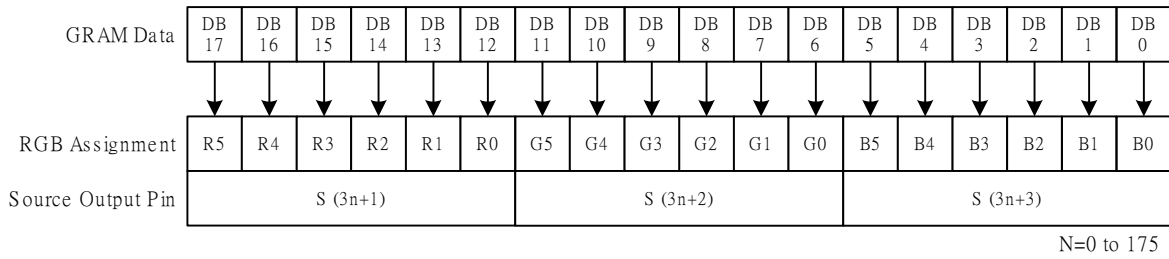 GRAM Data DB 17 DB 16 DB 15 DB 14 DB 13 DB 12 DB 11 DB 10 DB 9 DB 8 DB 7 DB 6 DB 5 DB 4 DB 3 DB 2 DB 1 DB 0
RGB Assignment R5 R4 R3 R2 R1 R0 G5 G4 G3 G2 G1 G0 B5 B4 B3 B2 B1 B0
Source Output Pin S (3n+1) S (3n+2) S (3n+3)
N=0 to 175